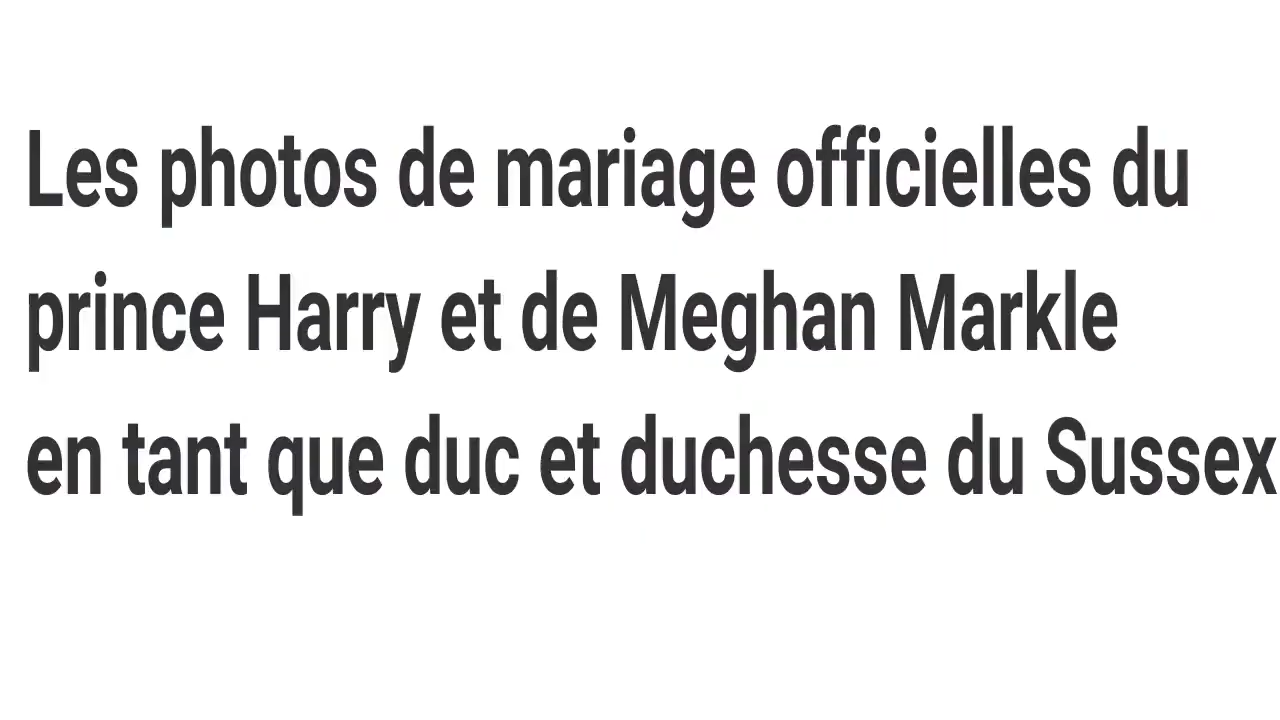 Les photos de mariage officielles du
prince Harry et de Meghan Markle
en tant que duc et duchesse du Sussex